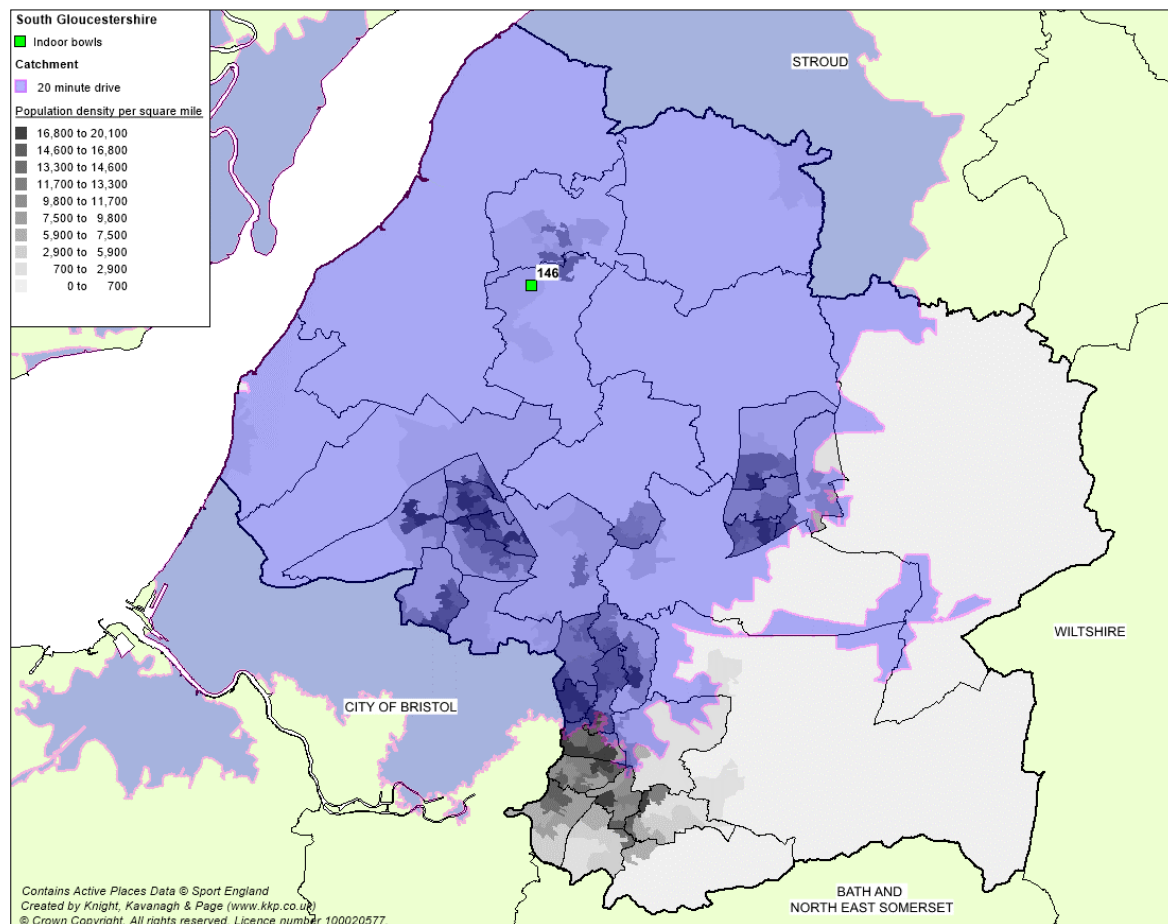 South Gloucestershire
Indoor bowls
Catchment
20 minute drive
Population density per square mile
16,800 to 20,100
14,600 to 16,800
13,300 to 14,600
11,700 to 13,300
9,800 to 11,700
7,500 to 9,800
5,900 to 7,500
2,900 to 5,900
700 to 2,900
0 to 700
STROUD
146
WILTSHIRE
CITY OF BRISTOL
BATH AND
NORTH EAST SOMERSET
Contains Active Places Data © Sport England
Created by Knight, Kavanagh & Page (www.kkp.co.uk)
© Crown Copyright. All rights reserved. Licence number 100020577.